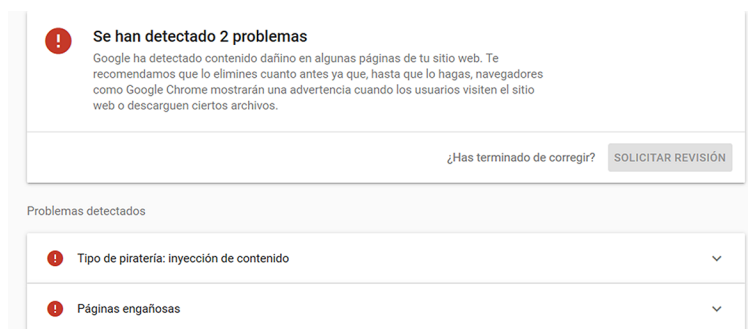 Se han detectado 2 problemas
Google ha detectado contenido dañino en algunas páginas de tu sitio web. Te
recomendamos que lo elimines cuanto antes ya que, hasta que lo hagas, navegadores
como Google Chrome mostrarán una advertencia cuando los usuarios visiten el sitio
web o descarguen ciertos archivos.
¿Has terminado de corregir? SOLICITAR REVISIÓN
Problemas detectados
Tipo de piratería: inyección de contenido
Páginas engañosas